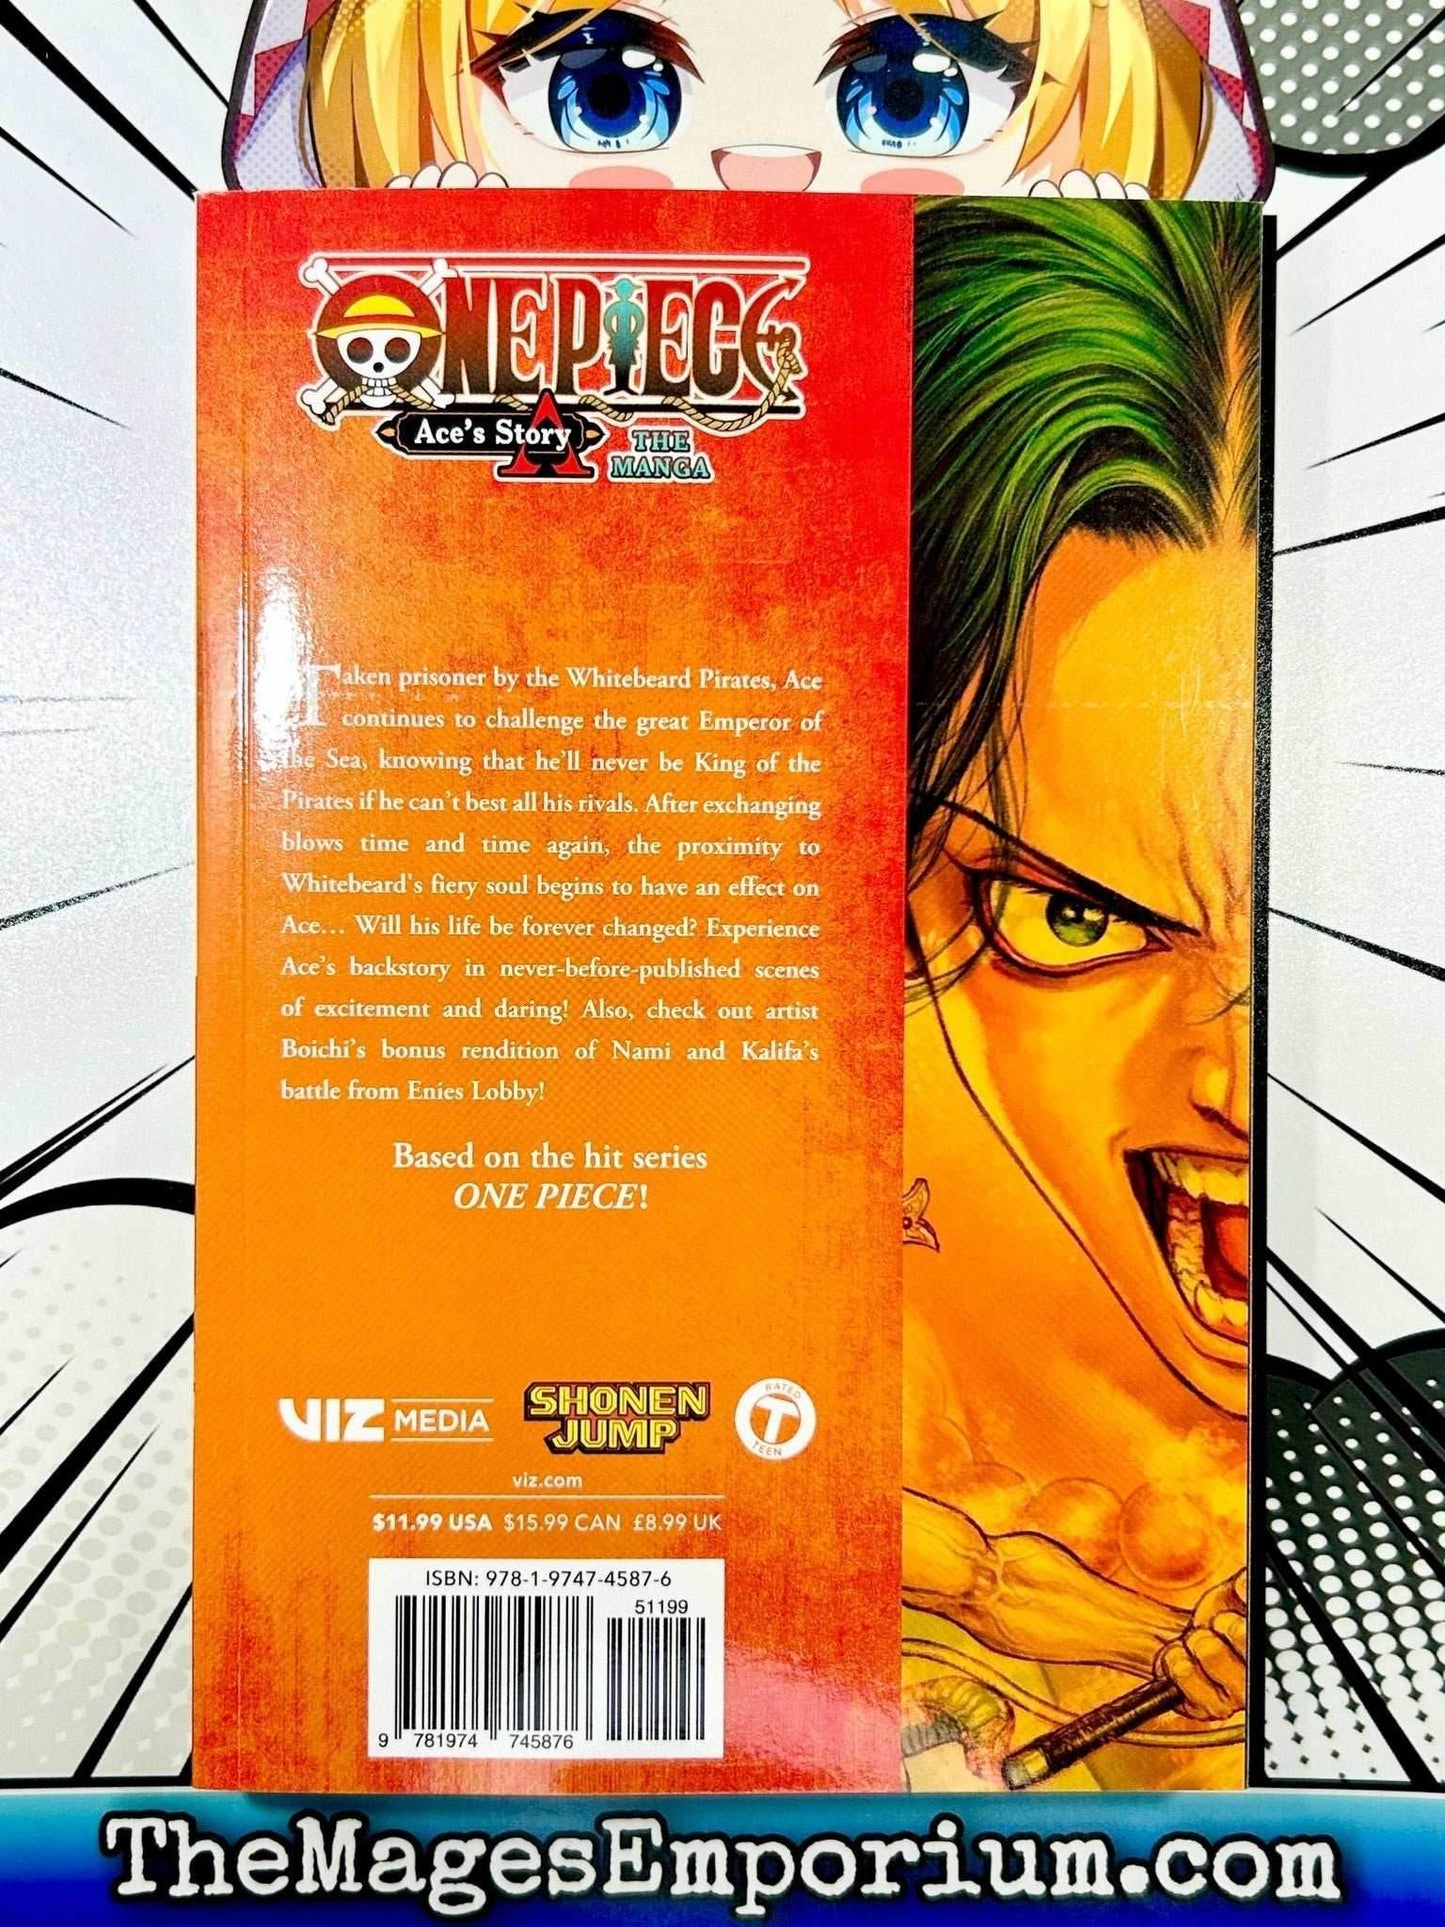 ONE PIECE
Ace's Story A THE
MANGA
Taken prisoner by the Whitebeard Pirates, Ace
continues to challenge the great Emperor of
the Sea, knowing that he'll never be King of the
Pirates if he can't best all his rivals. After exchanging
blows time and time again, the proximity to
Whitebeard's fiery soul begins to have an effect on
Ace… Will his life be forever changed? Experience
Ace's backstory in never-before-published scenes
of excitement and daring! Also, check out artist
Boichi's bonus rendition of Nami and Kalifa's
battle from Enies Lobby!
Based on the hit series
ONE PIECE!
VIZ MEDIA
SHONEN
JUMP
RATED
T
TEEN
viz.com
$11.99 USA $15.99 CAN £8.99 UK
ISBN: 978-1-9747-4587-6
51199
9 781974 745876
TheMagesEmporium.com